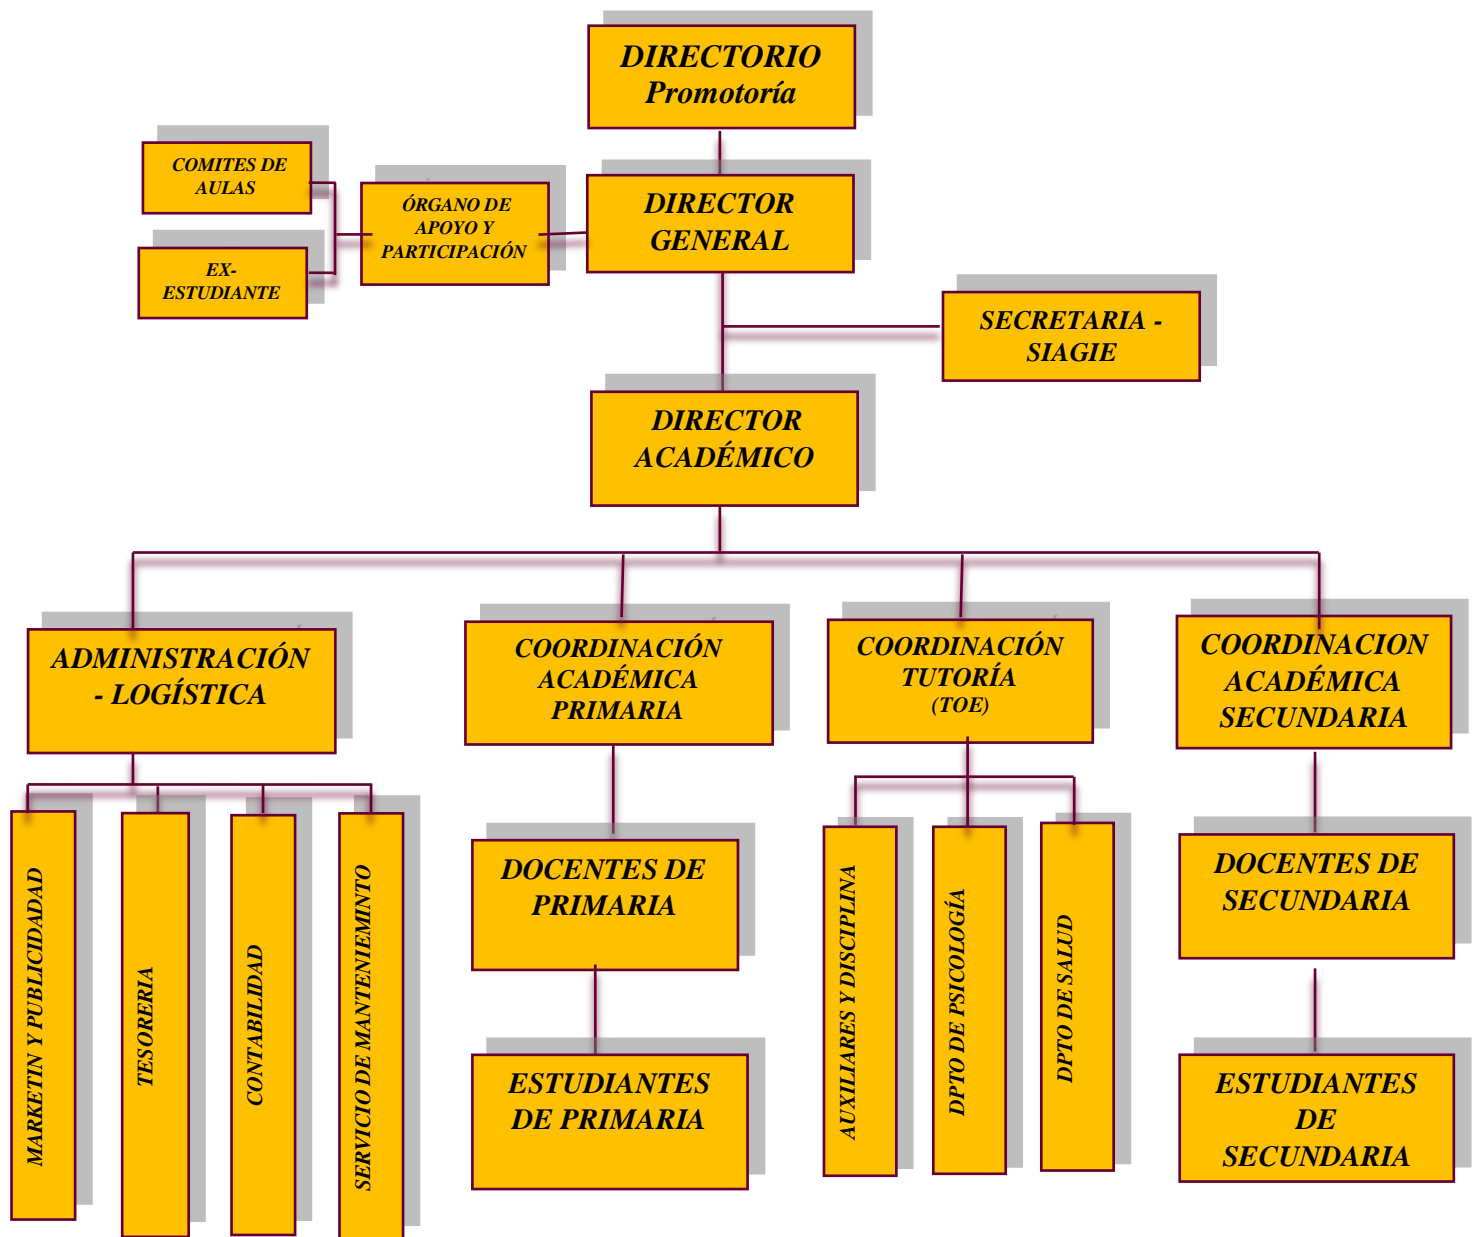 DIRECTORIO
Promotoría
COMITES DE
AULAS
ÓRGANO DE
APOYO Y
PARTICIPACIÓN
DIRECTOR
GENERAL
EX-
ESTUDIANTE
SECRETARIA -
SIAGIE
DIRECTOR
ACADÉMICO
ADMINISTRACIÓN
- LOGÍSTICA
COORDINACIÓN
ACADÉMICA
PRIMARIA
COORDINACIÓN
TUTORÍA
(TOE)
COORDINACION
ACADÉMICA
SECUNDARIA
MARKETIN Y PUBLICIDADAD
TESORERIA
CONTABILIDAD
SERVICIO DE MANTENIEMINTO
DOCENTES DE
PRIMARIA
AUXILIARES Y DISCIPLINA
DPTO DE PSICOLOGÍA
DPTO DE SALUD
DOCENTES DE
SECUNDARIA
ESTUDIANTES
DE PRIMARIA
ESTUDIANTES
DE
SECUNDARIA